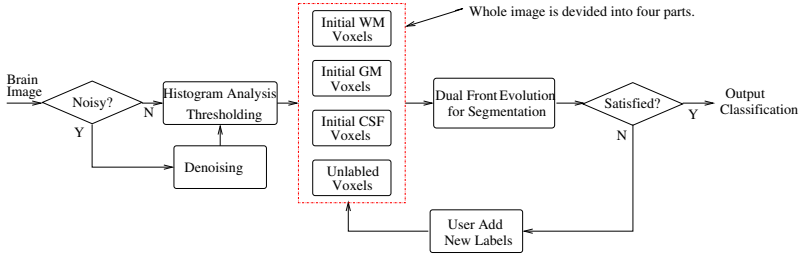 Whole image is devided into four parts.
Initial WM
Voxels
Initial GM
Voxels
Initial CSF
Voxels
Unlabled
Voxels
Brain
Image
Noisy?
N
Y
Histogram Analysis
Thresholding
Denoising
Dual Front Evolution
for Segmentation
Satisfied?
Y
N
Output
Classification
User Add
New Labels